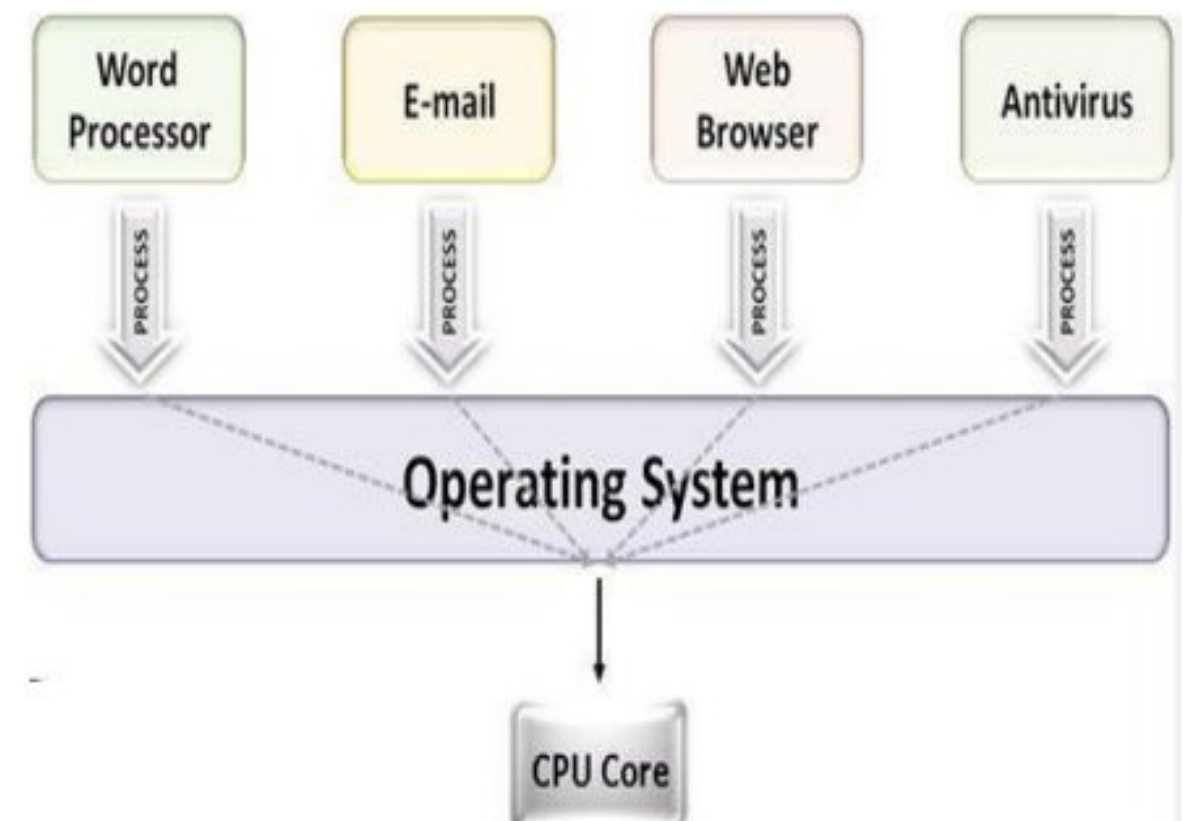 Word
Processor
E-mail
Web
Browser
Antivirus
PROCESS
PROCESS
PROCESS
PROCESS
Operating System
CPU Core